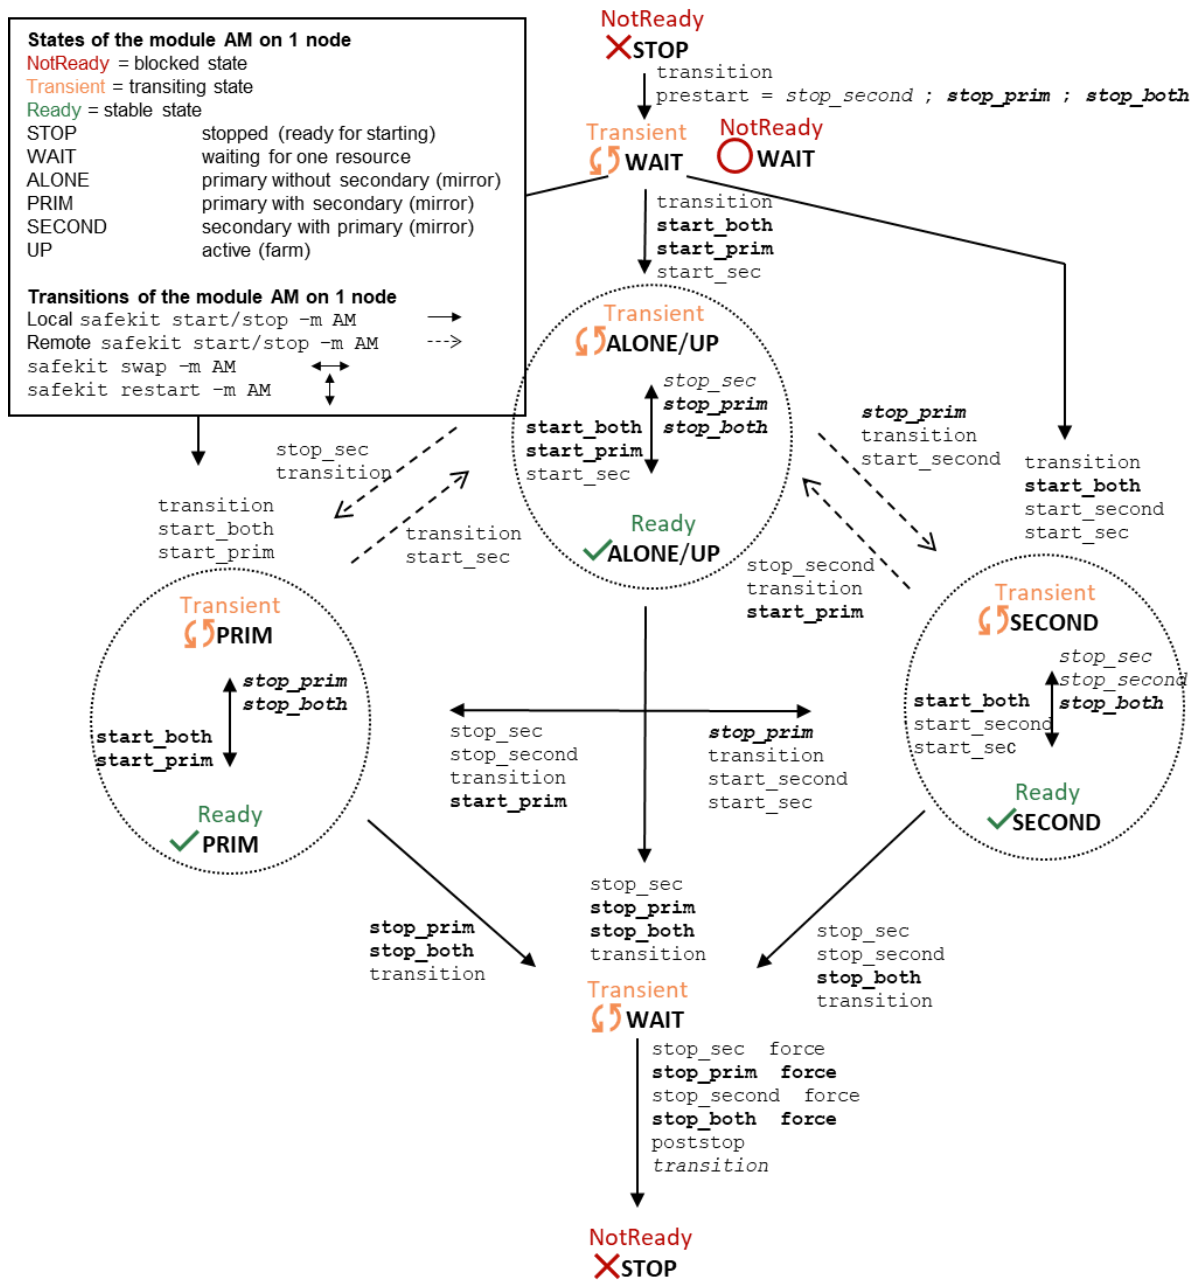 States of the module AM on 1 node
NotReady = blocked state
Transient = transiting state
Ready = stable state
STOP stopped (ready for starting)
WAIT waiting for one resource
ALONE primary without secondary (mirror)
PRIM primary with secondary (mirror)
SECOND secondary with primary (mirror)
UP active (farm)
Transitions of the module AM on 1 node
Local safekit start/stop -m AM
Remote safekit start/stop -m AM
safekit swap -m AM
safekit restart -m AM
NotReady
STOP
transition
prestart = stop_second ; stop_prim ; stop_both
Transient
WAIT
NotReady
WAIT
transition
start_both
start_prim
start_sec
Transient
ALONE/UP
stop_sec
stop_prim
stop_both
start_both
start_prim
start_sec
Ready
ALONE/UP
stop_sec
transition
transition
start_both
start_prim
transition
start_sec
stop_prim
transition
start_second
stop_second
transition
start_prim
transition
start_both
start_second
start_sec
Transient
PRIM
stop_prim
stop_both
start_both
start_prim
Ready
PRIM
Transient
SECOND
stop_sec
stop_second
stop_both
start_both
start_second
start_sec
Ready
SECOND
stop_sec
stop_second
transition
start_prim
stop_prim
transition
start_second
start_sec
stop_prim
stop_both
transition
stop_sec
stop_prim
stop_both
transition
stop_sec
stop_second
stop_both
transition
Transient
WAIT
stop_sec force
stop_prim force
stop_second force
stop_both force
poststop
transition
NotReady
STOP